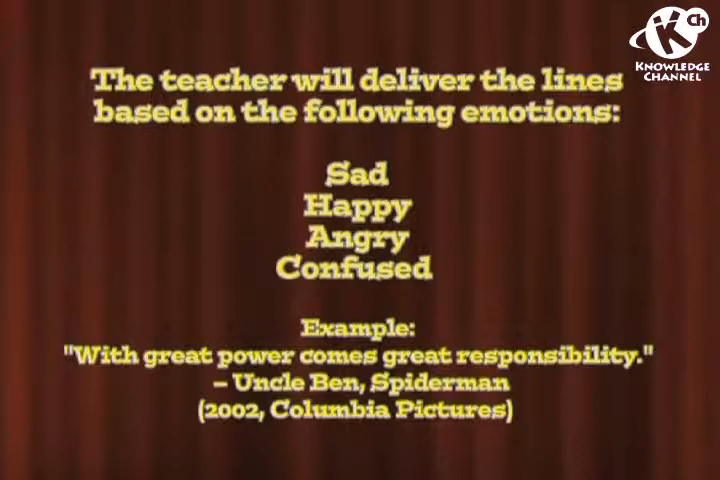 K Ch
KNOWLEDGE
CHANNEL
The teacher will deliver the lines
based on the following emotions:
Sad
Happy
Angry
Confused
Example:
"With great power comes great responsibility."
– Uncle Ben, Spiderman
(2002, Columbia Pictures)